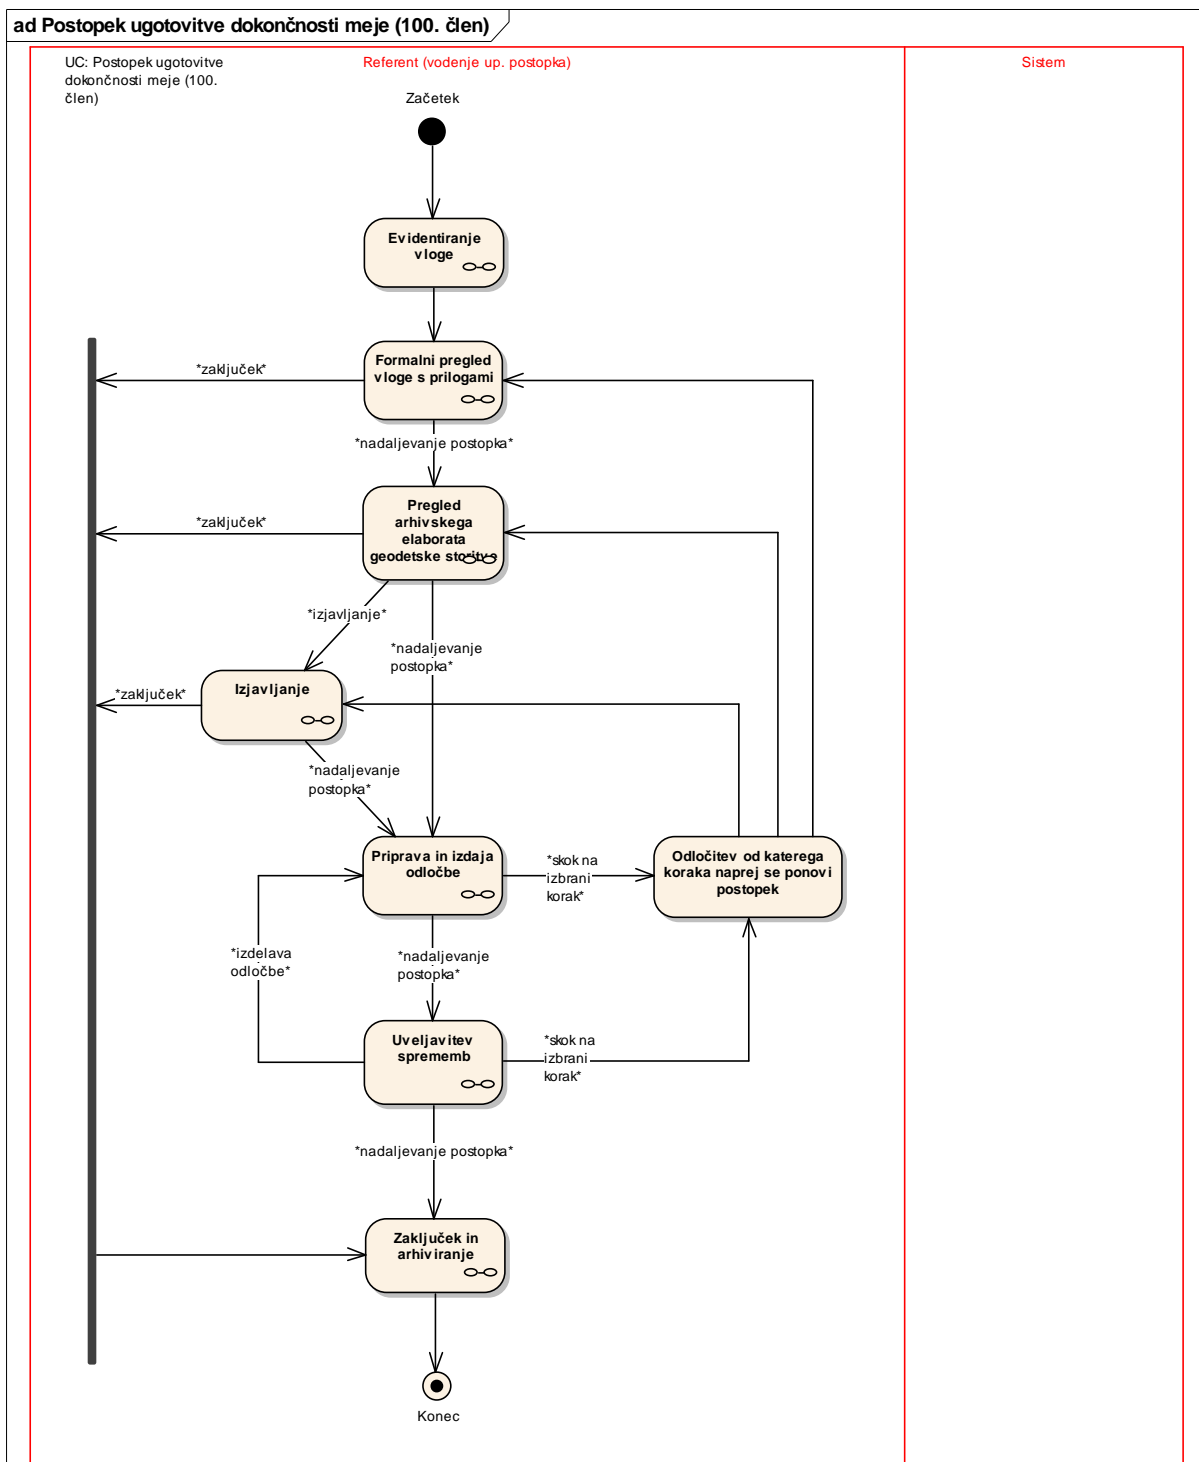 ad Postopek ugotovitve dokončnosti meje (100. člen)
UC: Postopek ugotovitve
dokončnosti meje (100.
člen)
Referent (vodenje up. postopka)
Sistem
Začetek
Evidentiranje
vloge
Formalni pregled
vloge s prilogami
*zaključek*
*nadaljevanje postopka*
Pregled
arhivskega
elaborata
geodetske storitve
*zaključek*
*izjavljanje*
*nadaljevanje
postopka*
Izjavljanje
*zaključek*
*nadaljevanje
postopka*
Priprava in izdaja
odločbe
*skok na
izbrani
korak*
Odločitev od katerega
koraka naprej se ponovi
postopek
*izdelava
odločbe*
*nadaljevanje
postopka*
Uveljavitev
sprememb
*skok na
izbrani
korak*
*nadaljevanje postopka*
Zaključek in
arhiviranje
Konec